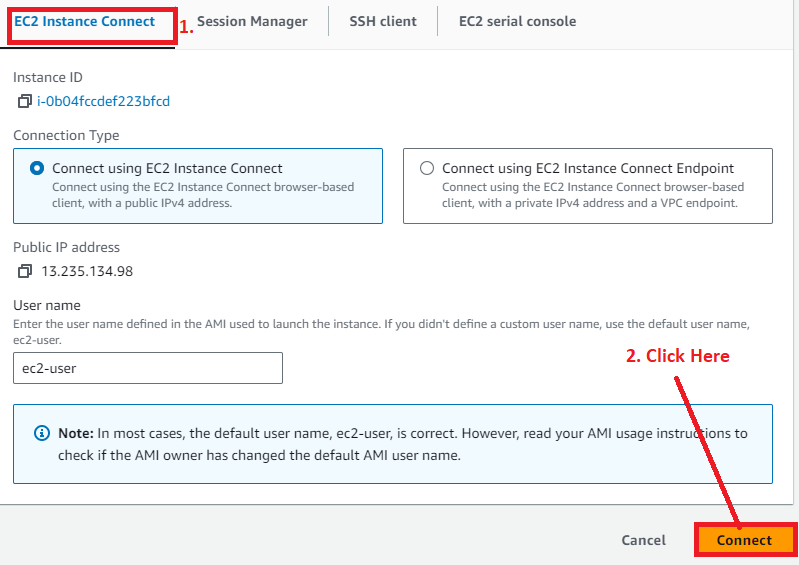 EC2 Instance Connect
1.
Session Manager
SSH client
EC2 serial console
Instance ID
i-0b04fccdef223bfcd
Connection Type
Connect using EC2 Instance Connect
Connect using the EC2 Instance Connect browser-based
client, with a public IPv4 address.
Connect using EC2 Instance Connect Endpoint
Connect using the EC2 Instance Connect browser-based
client, with a private IPv4 address and a VPC endpoint.
Public IP address
13.235.134.98
User name
Enter the user name defined in the AMI used to launch the instance. If you didn't define a custom user name, use the default user name,
ec2-user.
ec2-user
2. Click Here
Note: In most cases, the default user name, ec2-user, is correct. However, read your AMI usage instructions to
check if the AMI owner has changed the default AMI user name.
Cancel
Connect